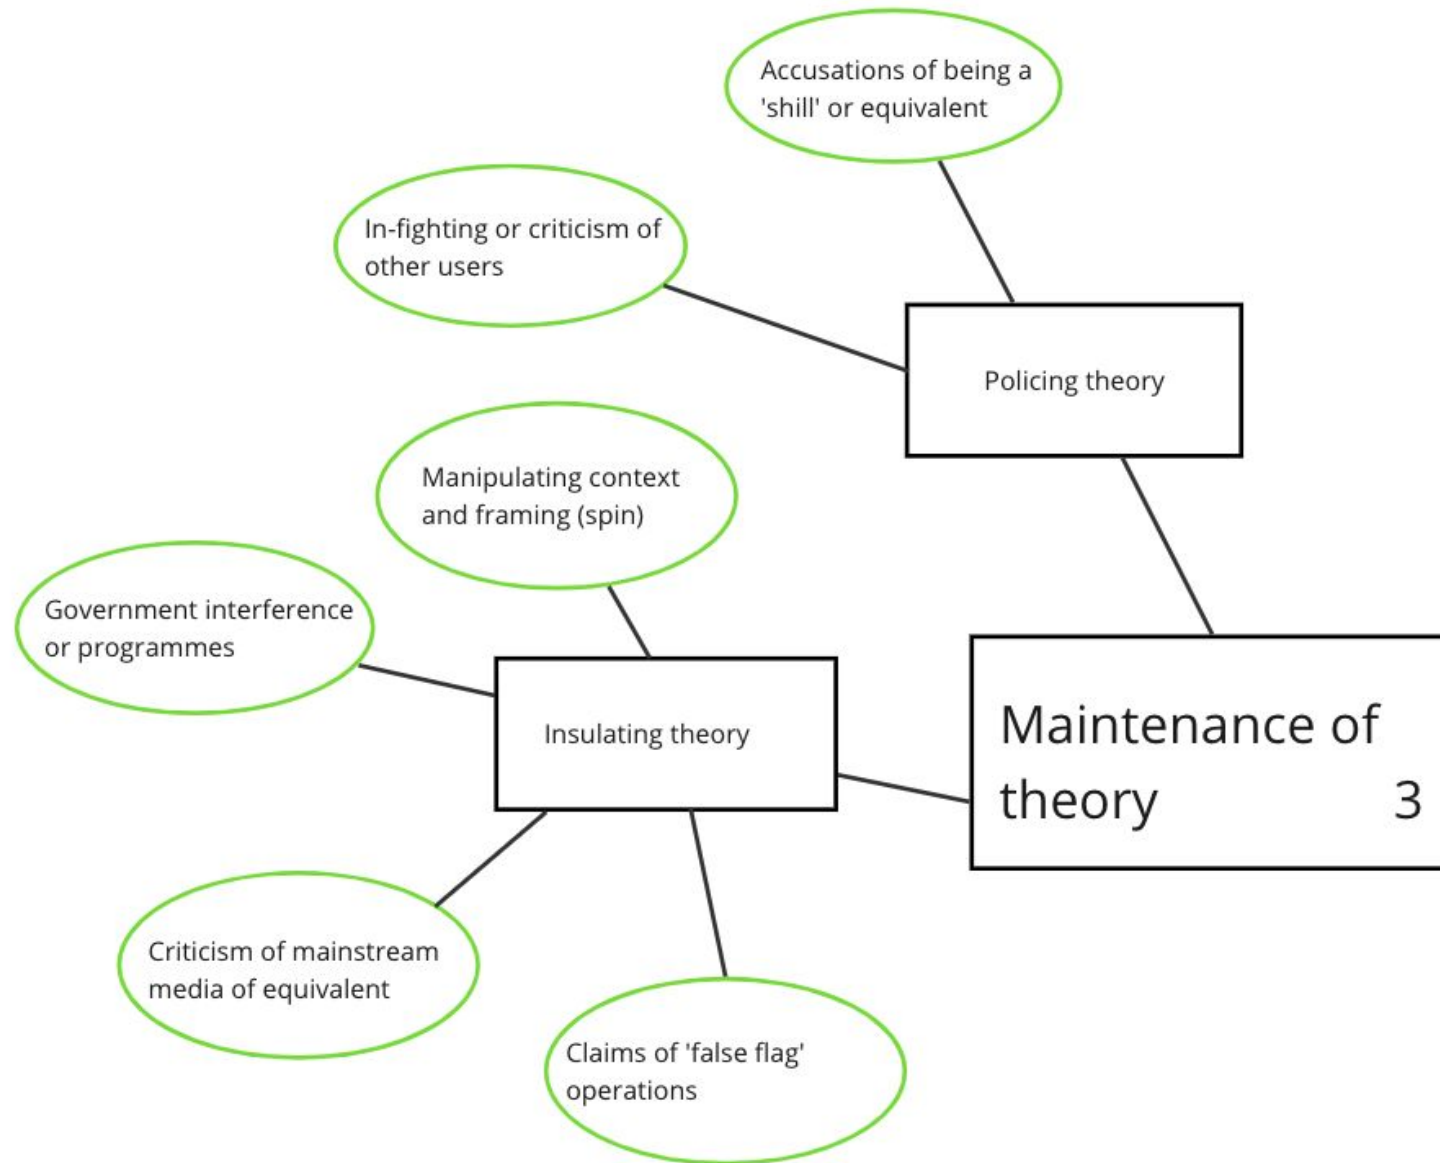 Accusations of being a
'shill' or equivalent
In-fighting or criticism of
other users
Policing theory
Manipulating context
and framing (spin)
Government interference
or programmes
Insulating theory
Maintenance of
theory 3
Criticism of mainstream
media of equivalent
Claims of 'false flag'
operations